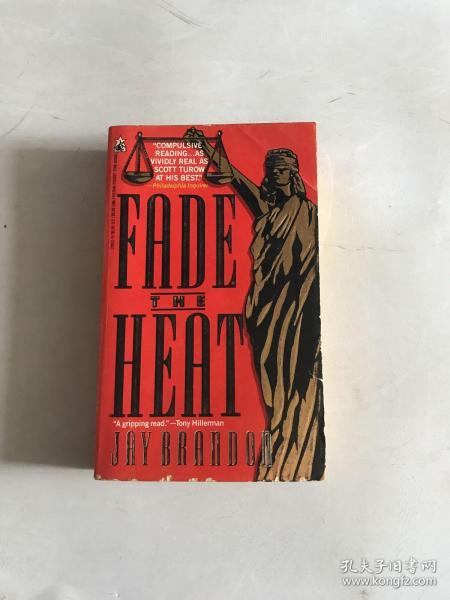 "COMPULSIVE
READING...AS
VIVIDLY REAL AS
SCOTT TUROW
AT HIS BEST."
—Philadelphia Inquirer
FADE
THE
HEAT
"A gripping read."—Tony Hillerman
JAY BRANDON
孔夫子旧书网
www.kongfz.com